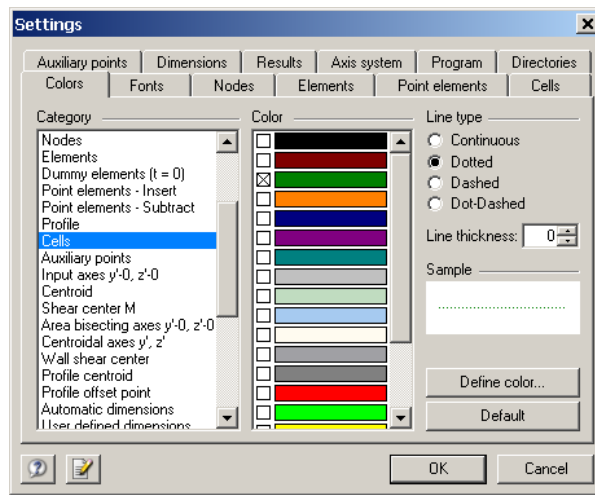 Settings
Auxiliary points Dimensions Results Axis system Program Directories
Colors Fonts Nodes Elements Point elements Cells
Category Color Line type
Nodes
Elements
Dummy elements (t = 0)
Point elements - Insert
Point elements - Subtract
Profile
Cells
Auxiliary points
Input axes y'-0, z'-0
Centroid
Shear center M
Area bisecting axes y'-0, z'-0
Centroidal axes y', z'
Wall shear center
Profile centroid
Profile offset point
Automatic dimensions
User defined dimensions
Continuous
Dotted
Dashed
Dot-Dashed
Line thickness: 0
Sample
Define color...
Default
OK Cancel